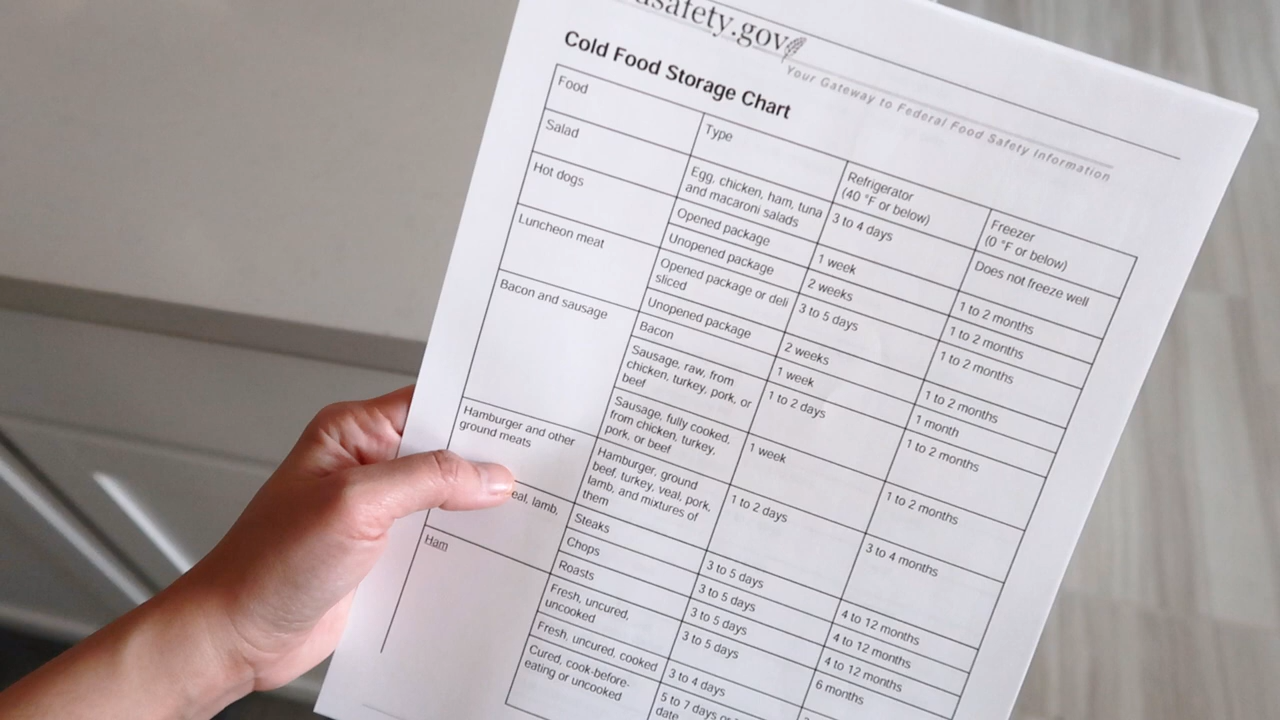 usafety.gov
Your Gateway to Federal Food Safety Information
Cold Food Storage Chart
Food
Type
Refrigerator
(40 °F or below)
Freezer
(0 °F or below)
Salad
Egg, chicken, ham, tuna
and macaroni salads
3 to 4 days
Does not freeze well
Hot dogs
Opened package
1 week
1 to 2 months
Unopened package
2 weeks
1 to 2 months
Luncheon meat
Opened package or deli
sliced
3 to 5 days
1 to 2 months
Unopened package
2 weeks
1 to 2 months
Bacon and sausage
Bacon
1 week
1 month
Sausage, raw, from
chicken, turkey, pork, or
beef
1 to 2 days
1 to 2 months
Sausage, fully cooked,
from chicken, turkey,
pork, or beef
1 week
1 to 2 months
Hamburger and other
ground meats
Hamburger, ground
beef, turkey, veal, pork,
lamb, and mixtures of
them
1 to 2 days
3 to 4 months
eal, lamb,
Steaks
3 to 5 days
4 to 12 months
Chops
3 to 5 days
4 to 12 months
Roasts
3 to 5 days
4 to 12 months
Ham
Fresh, uncured,
uncooked
3 to 5 days
6 months
Fresh, uncured, cooked
3 to 4 days
Cured, cook-before-
eating or uncooked
5 to 7 days or
date